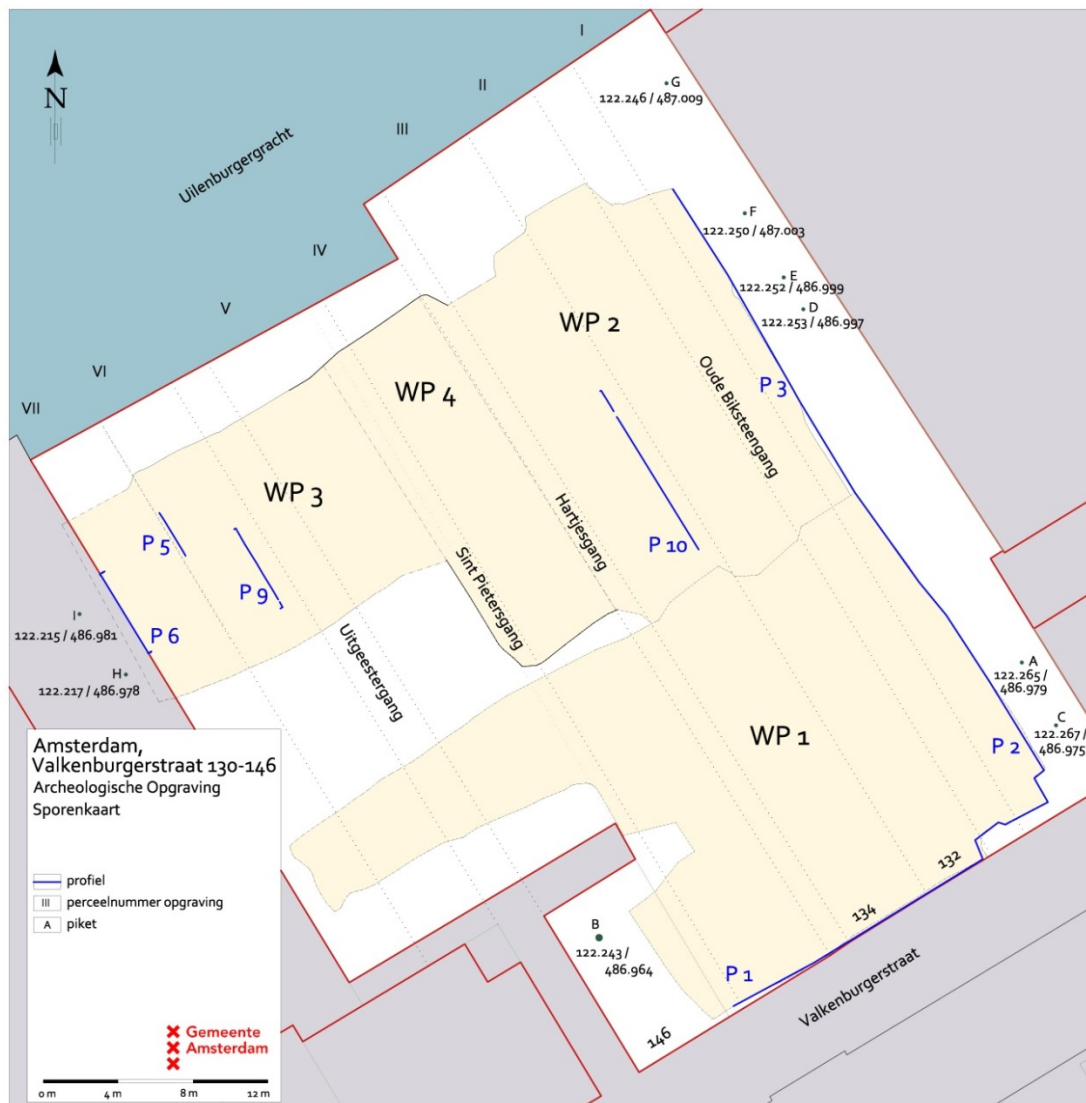 I
II
III
IV
V
VI
VII
N
Uilenburgergracht
G
122.246 / 487.009
F
122.250 / 487.003
E
122.252 / 486.999
D
122.253 / 486.997
WP 2
WP 4
WP 3
WP 1
Oude Biksteengang
Hartjesgang
Sint Pietersgang
Uitgeestergang
P 3
P 5
P 9
P 10
P 6
P 2
P 1
I
122.215 / 486.981
H
122.217 / 486.978
A
122.265 /
486.979
C
122.267 /
486.975
B
122.243 /
486.964
132
134
146
Valkenburgerstraat
Amsterdam,
Valkenburgerstraat 130-146
Archeologische Opgraving
Sporenkaart
profiel
III perceelnummer opgraving
A piket
Gemeente
Amsterdam
0 m 4 m 8 m 12 m